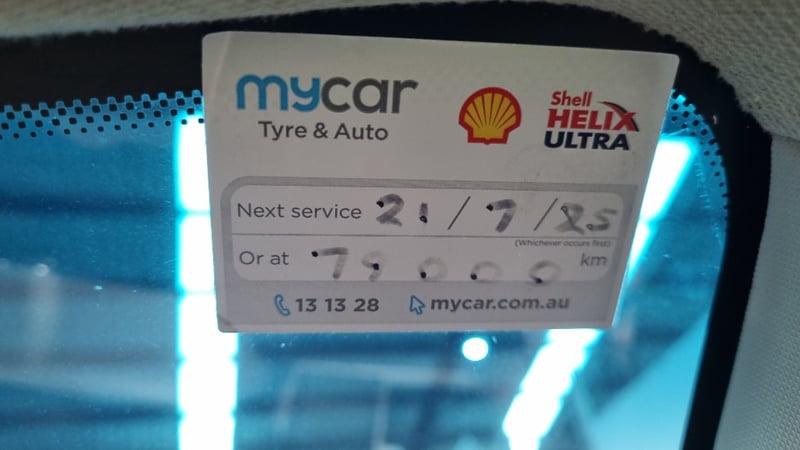 mycar
Tyre & Auto
Shell
HELIX
ULTRA
Next service 21 / 7 / 25
(Whichever occurs first)
Or at 79000 km
13 13 28 mycar.com.au